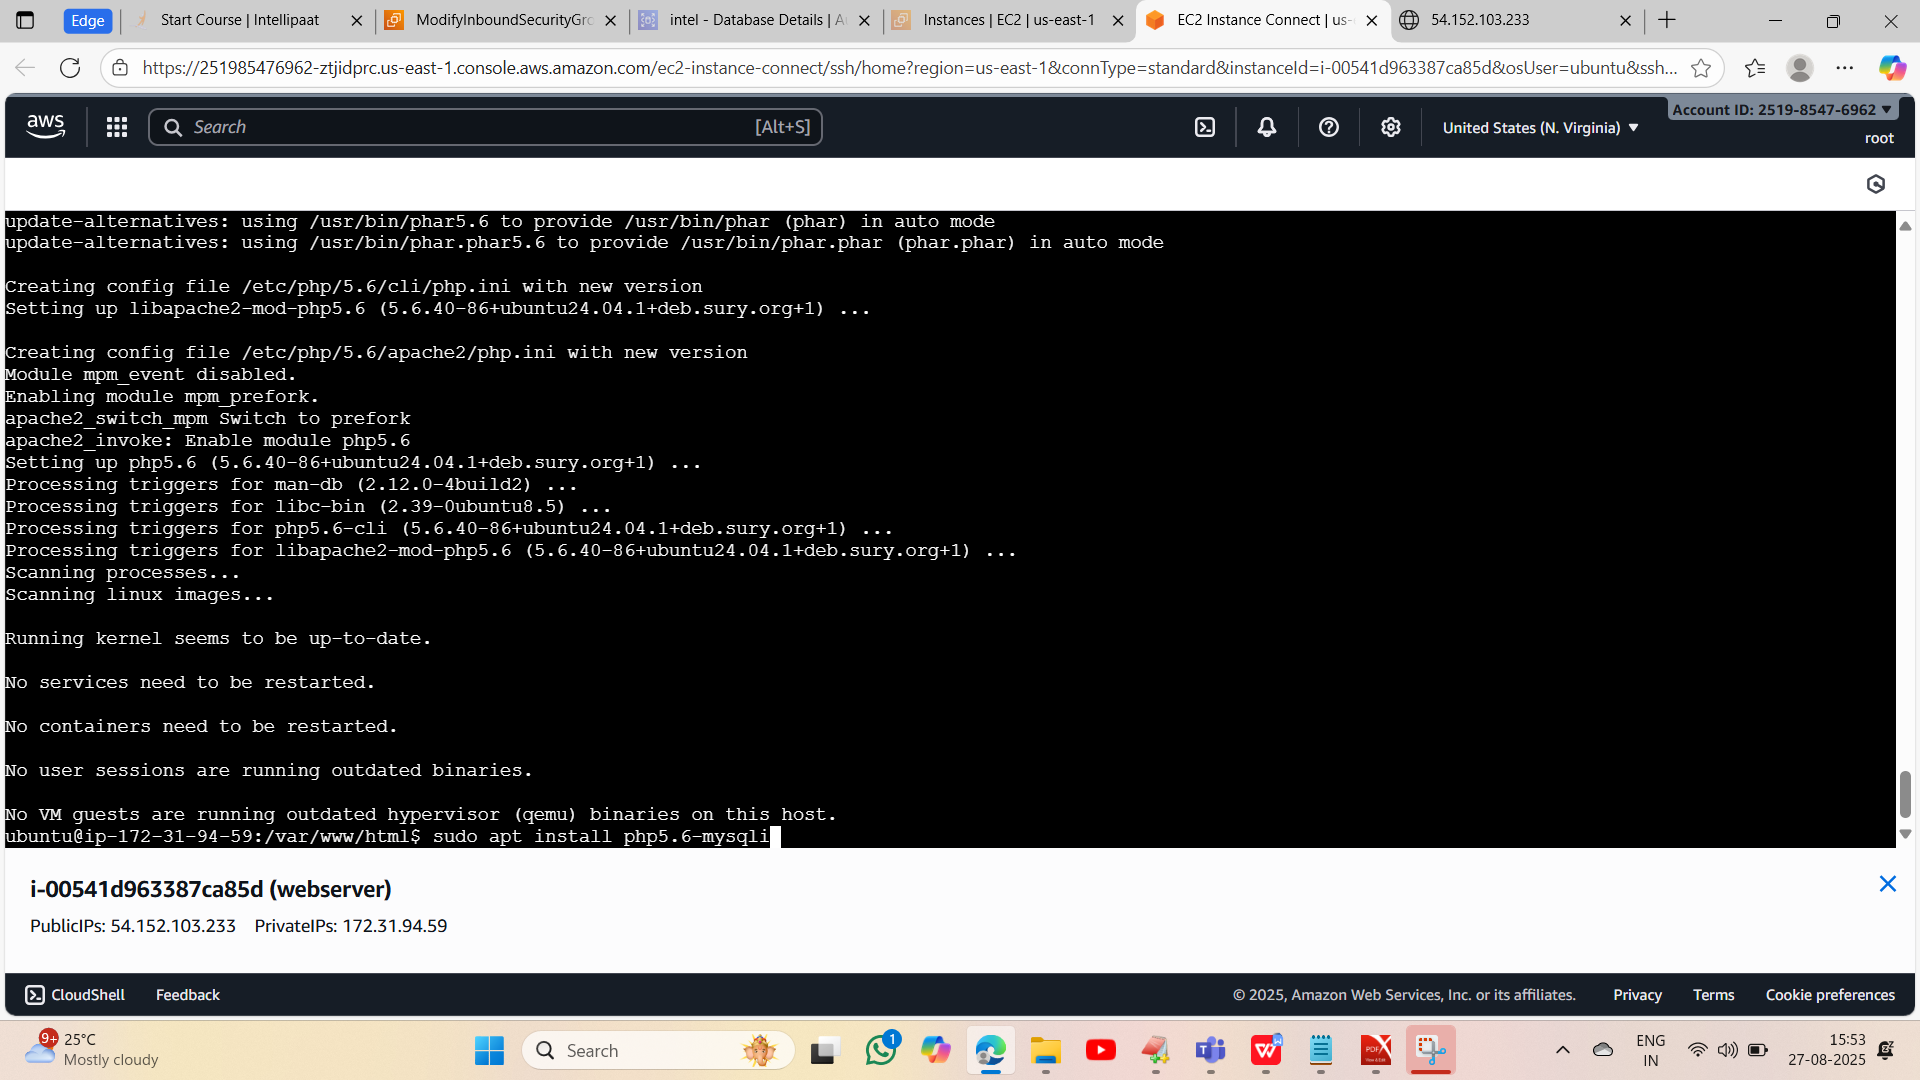 Edge
Start Course | Intellipaat
ModifyInboundSecurityGro
intel - Database Details | Au
Instances | EC2 | us-east-1
EC2 Instance Connect | us-e
54.152.103.233
https://251985476962-ztjidprc.us-east-1.console.aws.amazon.com/ec2-instance-connect/ssh/home?region=us-east-1&connType=standard&instanceId=i-00541d963387ca85d&osUser=ubuntu&ssh...
aws
Search
[Alt+S]
United States (N. Virginia)
Account ID: 2519-8547-6962
root
update-alternatives: using /usr/bin/phar5.6 to provide /usr/bin/phar (phar) in auto mode
update-alternatives: using /usr/bin/phar.phar5.6 to provide /usr/bin/phar.phar (phar.phar) in auto mode
Creating config file /etc/php/5.6/cli/php.ini with new version
Setting up libapache2-mod-php5.6 (5.6.40-86+ubuntu24.04.1+deb.sury.org+1) ...
Creating config file /etc/php/5.6/apache2/php.ini with new version
Module mpm_event disabled.
Enabling module mpm_prefork.
apache2_switch_mpm Switch to prefork
apache2_invoke: Enable module php5.6
Setting up php5.6 (5.6.40-86+ubuntu24.04.1+deb.sury.org+1) ...
Processing triggers for man-db (2.12.0-4build2) ...
Processing triggers for libc-bin (2.39-0ubuntu8.5) ...
Processing triggers for php5.6-cli (5.6.40-86+ubuntu24.04.1+deb.sury.org+1) ...
Processing triggers for libapache2-mod-php5.6 (5.6.40-86+ubuntu24.04.1+deb.sury.org+1) ...
Scanning processes...
Scanning linux images...
Running kernel seems to be up-to-date.
No services need to be restarted.
No containers need to be restarted.
No user sessions are running outdated binaries.
No VM guests are running outdated hypervisor (qemu) binaries on this host.
ubuntu@ip-172-31-94-59:/var/www/html$ sudo apt install php5.6-mysqli
i-00541d963387ca85d (webserver)
PublicIPs: 54.152.103.233 PrivateIPs: 172.31.94.59
CloudShell
Feedback
© 2025, Amazon Web Services, Inc. or its affiliates.
Privacy
Terms
Cookie preferences
9+
25°C
Mostly cloudy
Search
1
ENG
IN
15:53
27-08-2025